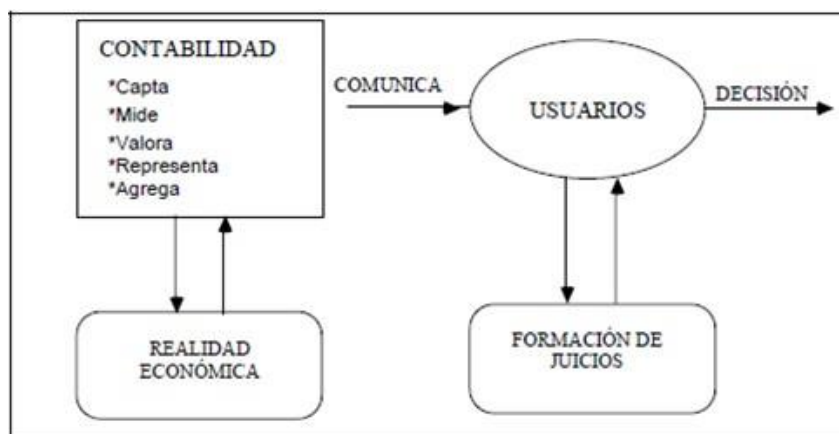 CONTABILIDAD
*Capta
*Mide
*Valora
*Representa
*Agrega
COMUNICA
USUARIOS
DECISIÓN
REALIDAD
ECONÓMICA
FORMACIÓN DE
JUICIOS